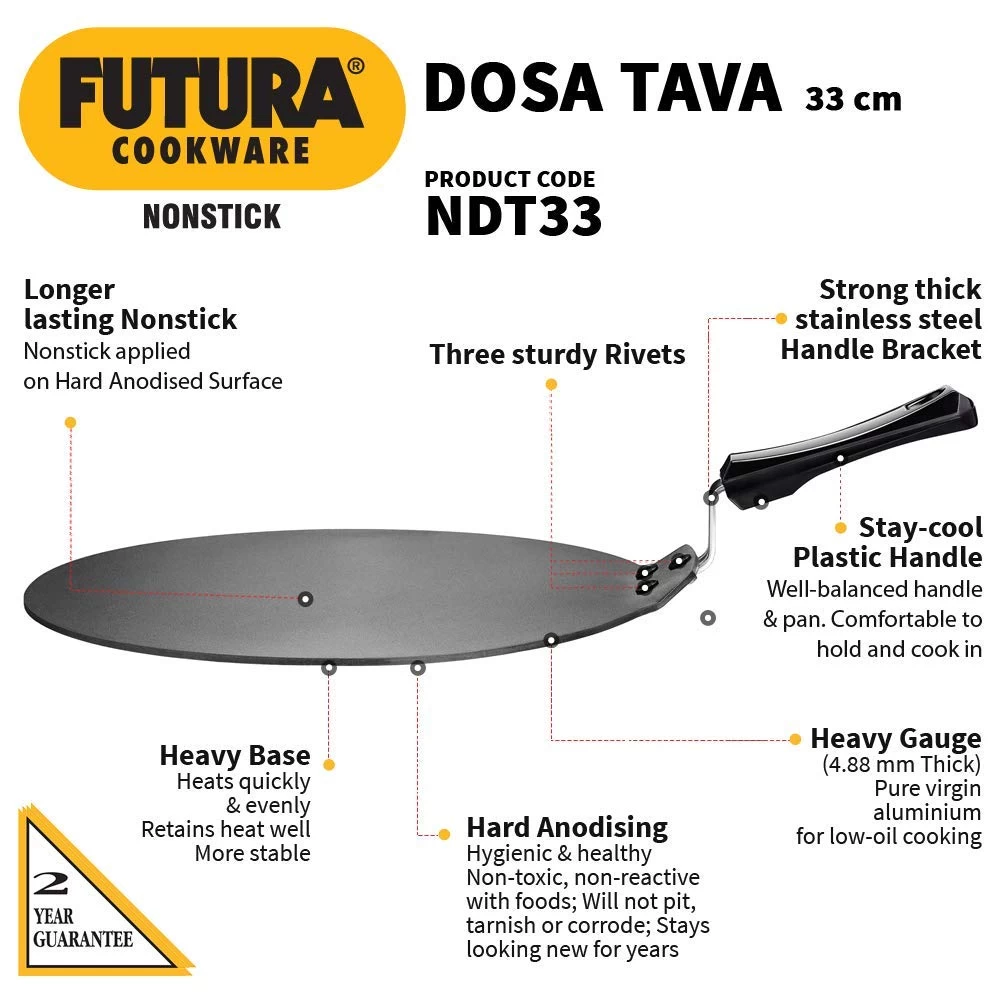 FUTURA®
COOKWARE
NONSTICK
DOSA TAVA 33 cm
PRODUCT CODE
NDT33
Longer
lasting Nonstick
Nonstick applied
on Hard Anodised Surface
Three sturdy Rivets
Strong thick
stainless steel
Handle Bracket
Stay-cool
Plastic Handle
Well-balanced handle
& pan. Comfortable to
hold and cook in
Heavy Base
Heats quickly
& evenly
Retains heat well
More stable
Hard Anodising
Hygienic & healthy
Non-toxic, non-reactive
with foods; Will not pit,
tarnish or corrode; Stays
looking new for years
Heavy Gauge
(4.88 mm Thick)
Pure virgin
aluminium
for low-oil cooking
2
YEAR
GUARANTEE